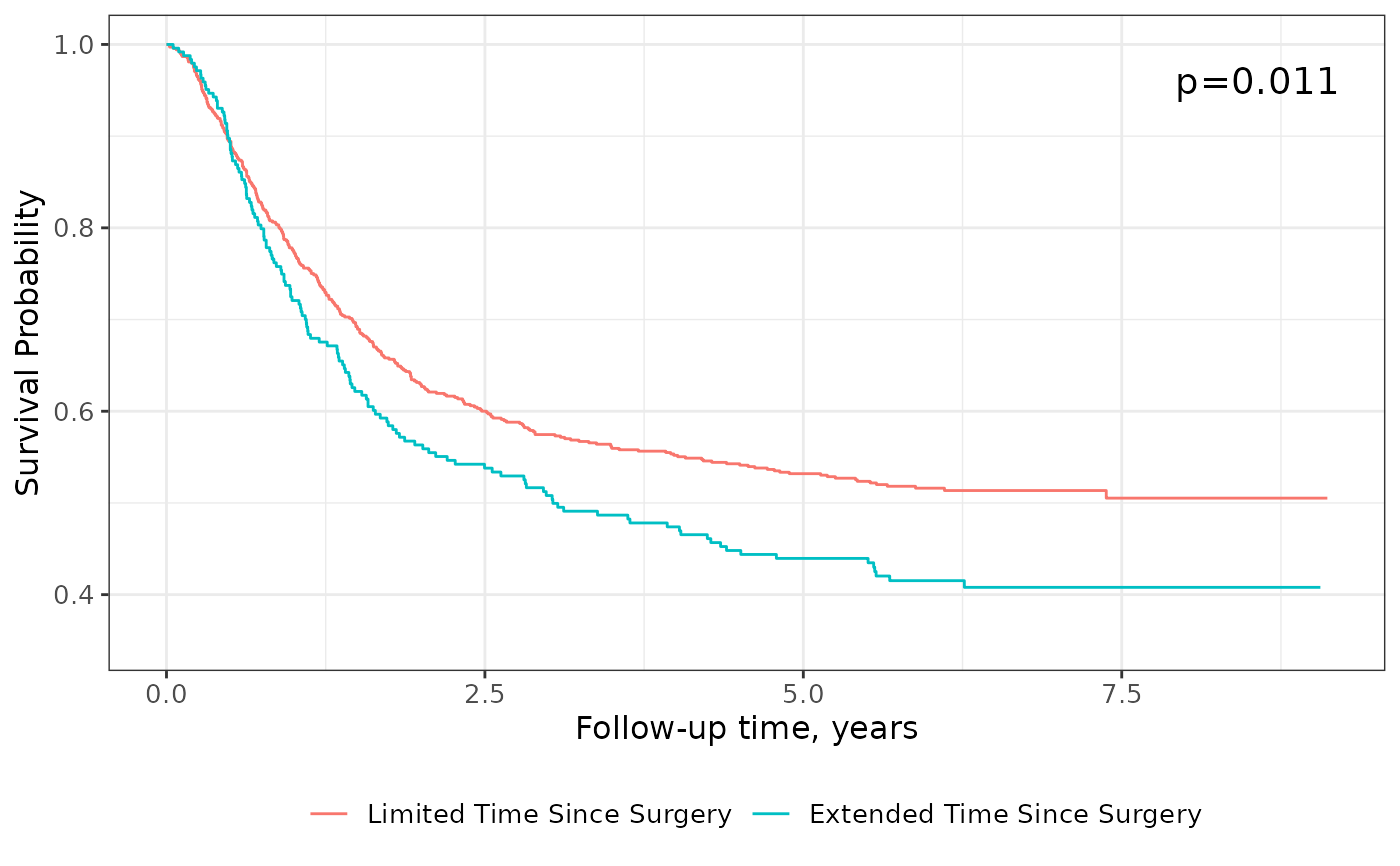 p=0.011
1.0
0.8
0.6
0.4
Survival Probability
0.0 2.5 5.0 7.5
Follow-up time, years
Limited Time Since Surgery Extended Time Since Surgery